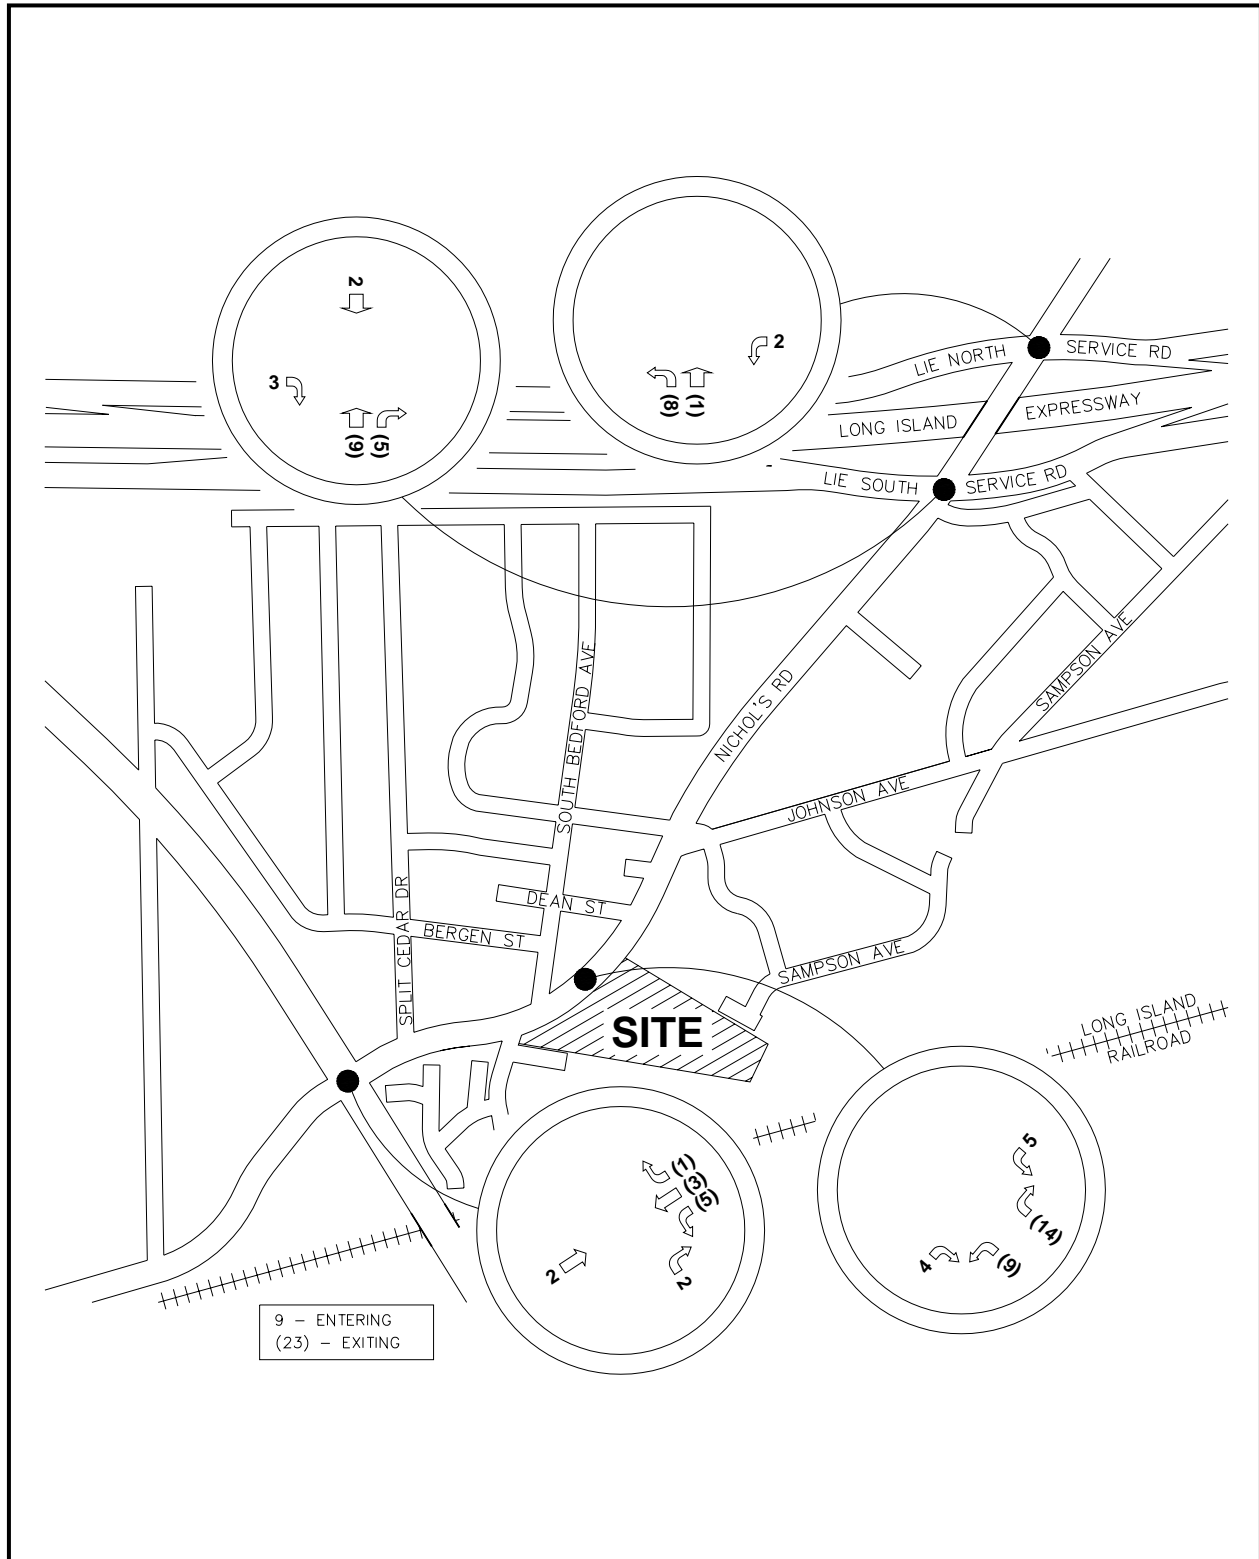 2
3
(9)
(5)
2
(8)
(1)
LIE NORTH
SERVICE RD
LONG ISLAND
EXPRESSWAY
LIE SOUTH
SERVICE RD
SOUTH BEDFORD AVE
NICHOL'S RD
SAMPSON AVE
JOHNSON AVE
SPLIT CEDAR DR
DEAN ST
BERGEN ST
SAMPSON AVE
SITE
LONG ISLAND
RAILROAD
(1)
(3)
(5)
2
2
5
(14)
4
(9)
9 – ENTERING
(23) – EXITING